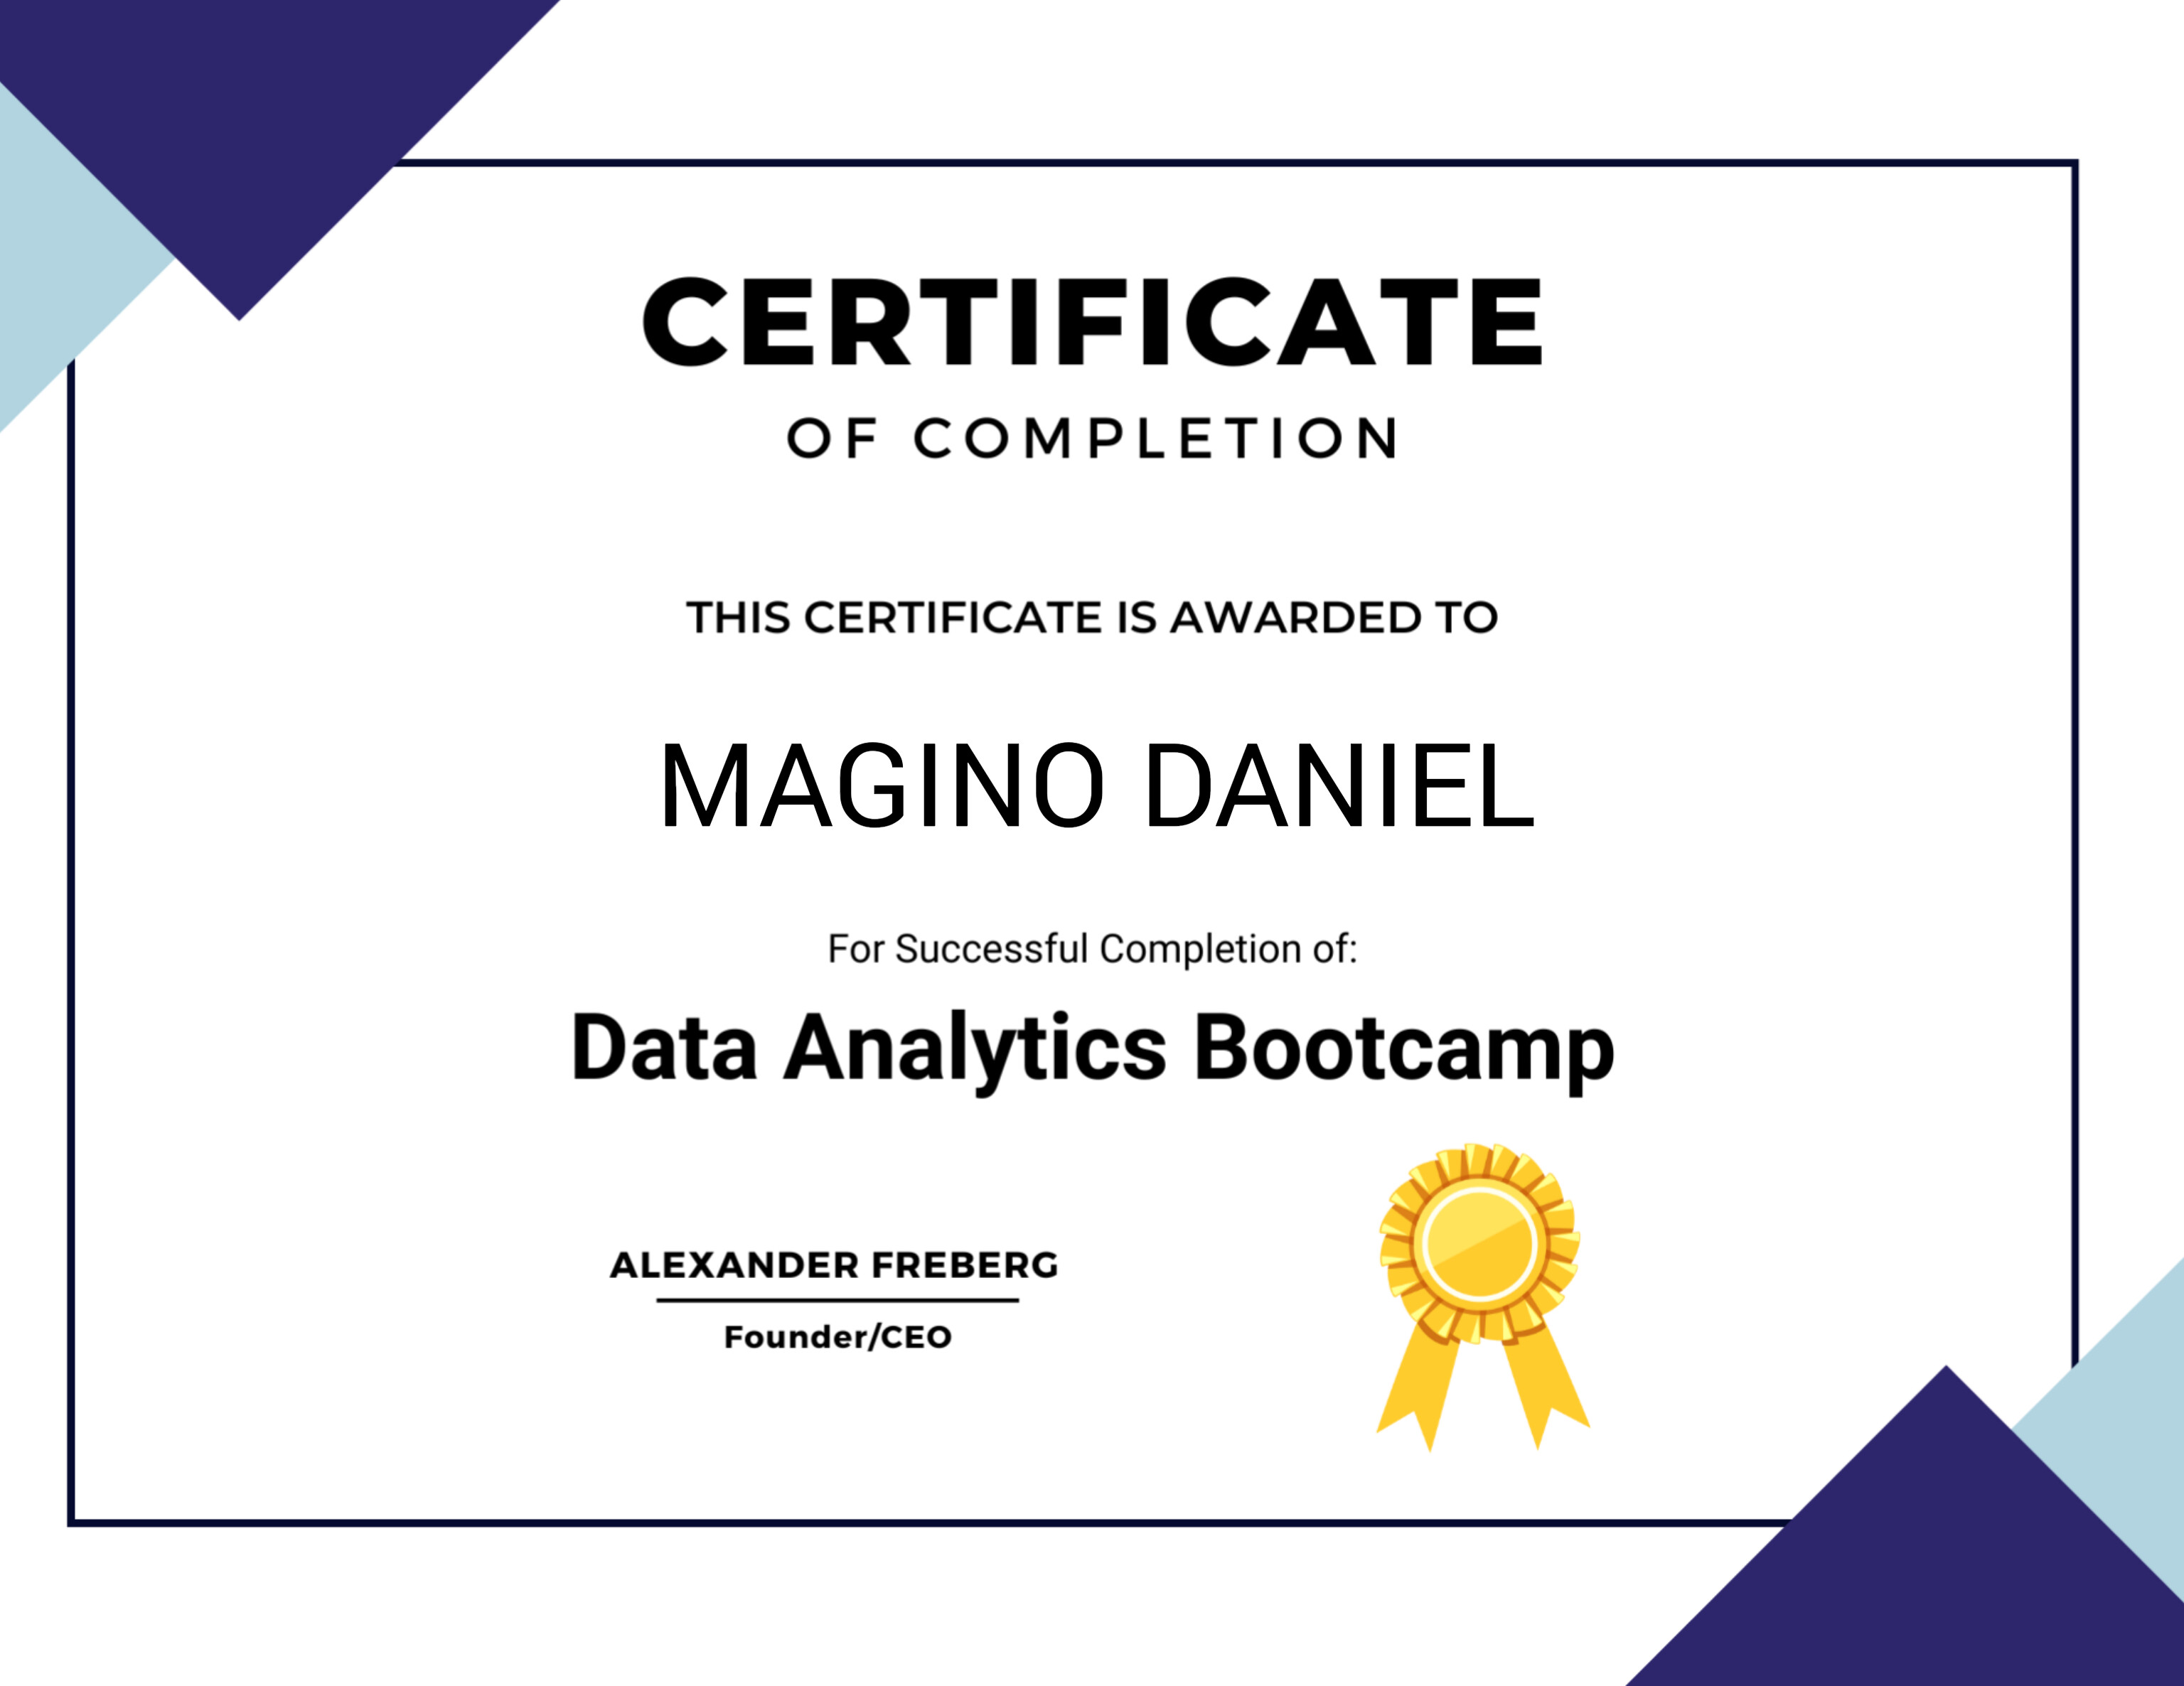 CERTIFICATE
OF COMPLETION
THIS CERTIFICATE IS AWARDED TO
MAGINO DANIEL
For Successful Completion of:
Data Analytics Bootcamp
ALEXANDER FREBERG
Founder/CEO